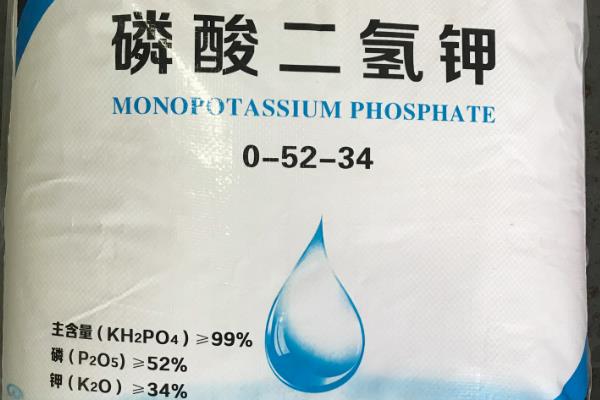 磷酸二氢钾
MONOPOTASSIUM PHOSPHATE
0-52-34
主含量(KH2PO4)≥99%
磷(P2O5)≥52%
钾(K2O)≥34%